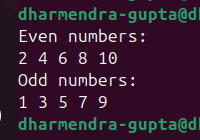 dharmendra-gupta@d
Even numbers:
2 4 6 8 10
Odd numbers:
1 3 5 7 9
dharmendra-gupta@d